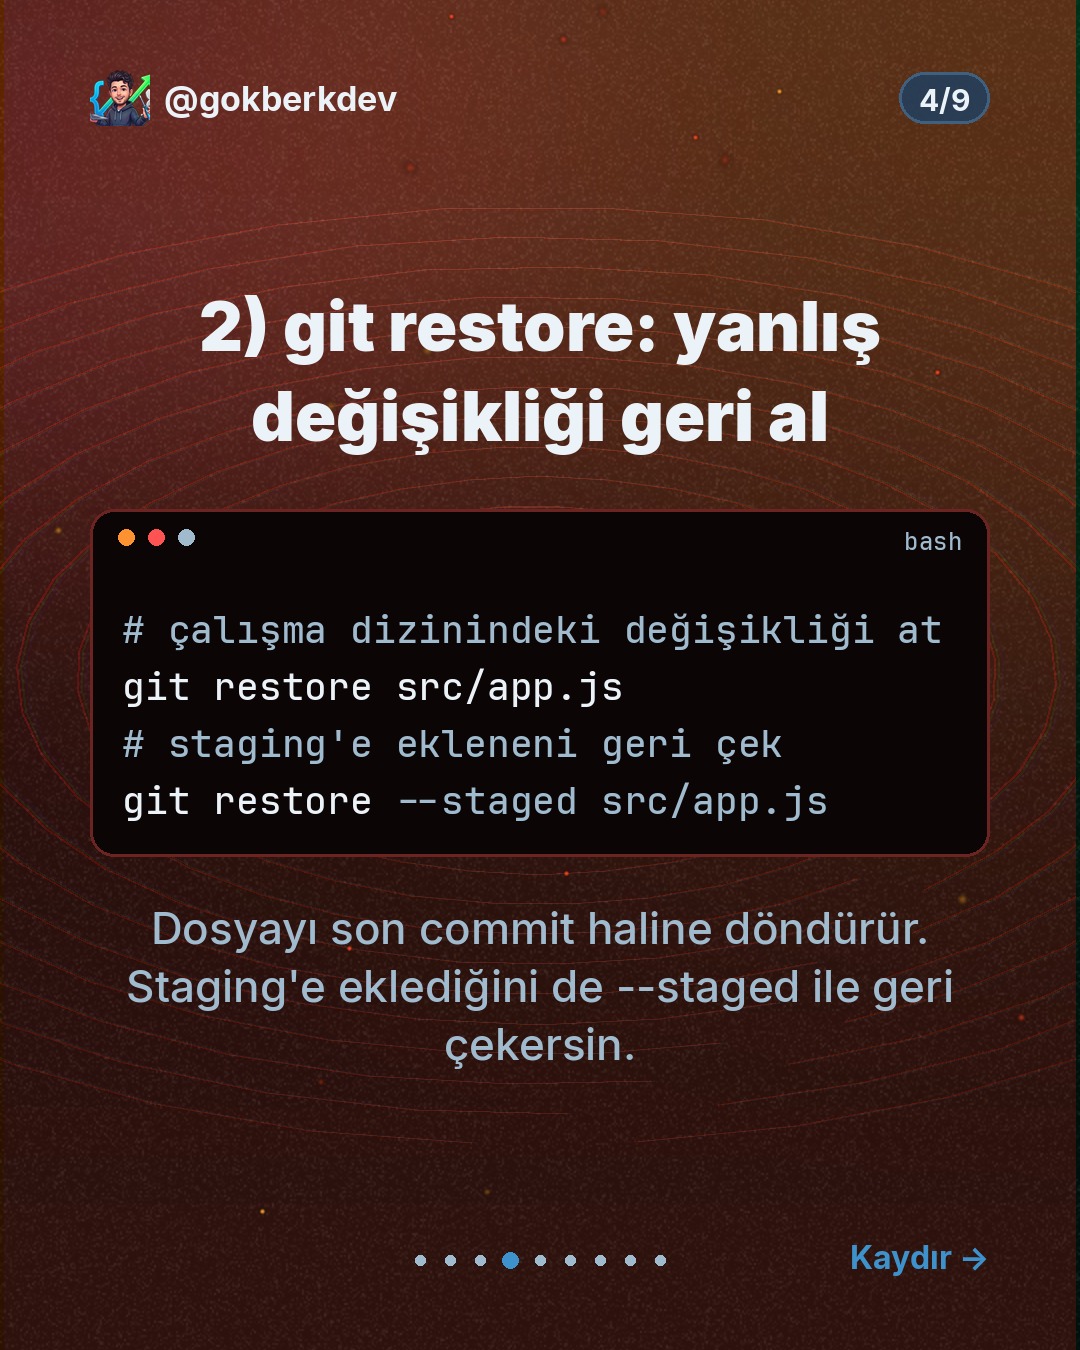 @gokberkdev
4/9
2) git restore: yanlış
değişikliği geri al
bash
# çalışma dizinindeki değişikliği at
git restore src/app.js
# staging'e ekleneni geri çek
git restore --staged src/app.js
Dosyayı son commit haline döndürür.
Staging'e eklediğini de --staged ile geri
çekersin.
Kaydır →